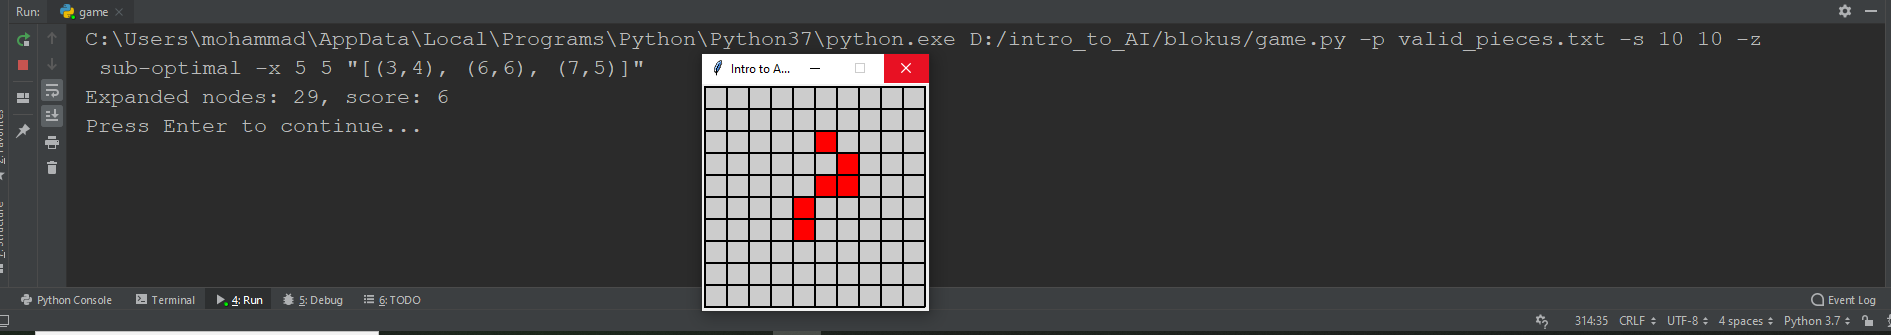 Run: game
C:\Users\mohammad\AppData\Local\Programs\Python\Python37\python.exe D:/intro_to_AI/blokus/game.py -p valid_pieces.txt -s 10 10 -z
sub-optimal -x 5 5 "[(3,4), (6,6), (7,5)]"
Intro to A...
Expanded nodes: 29, score: 6
Press Enter to continue...
Python Console Terminal 4: Run 5: Debug 6: TODO Event Log
314:35 CRLF UTF-8 4 spaces Python 3.7